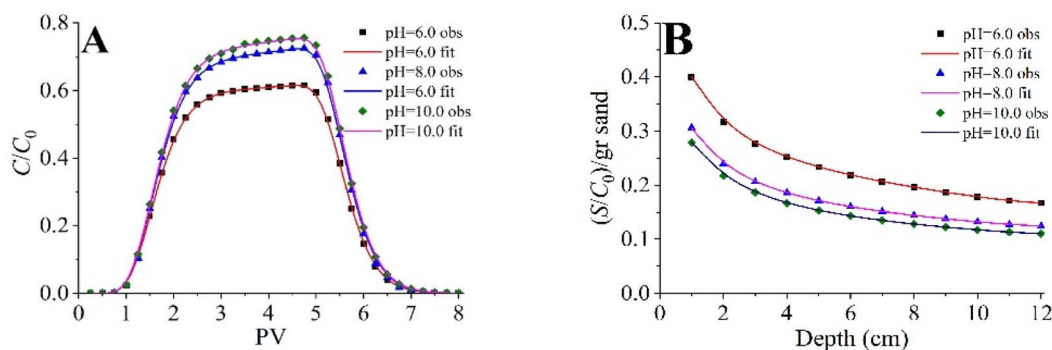 A
0.8
0.6
0.4
0.2
0.0
C/C₀
0 1 2 3 4 5 6 7 8
PV
pH=6.0 obs
pH=6.0 fit
pH=8.0 obs
pH=6.0 fit
pH=10.0 obs
pH=10.0 fit
B
0.5
0.4
0.3
0.2
0.1
0.0
(S/C₀)/gr sand
0 2 4 6 8 10 12
Depth (cm)
pH=6.0 obs
pH=6.0 fit
pH=8.0 obs
pH=8.0 fit
pH=10.0 obs
pH=10.0 fit